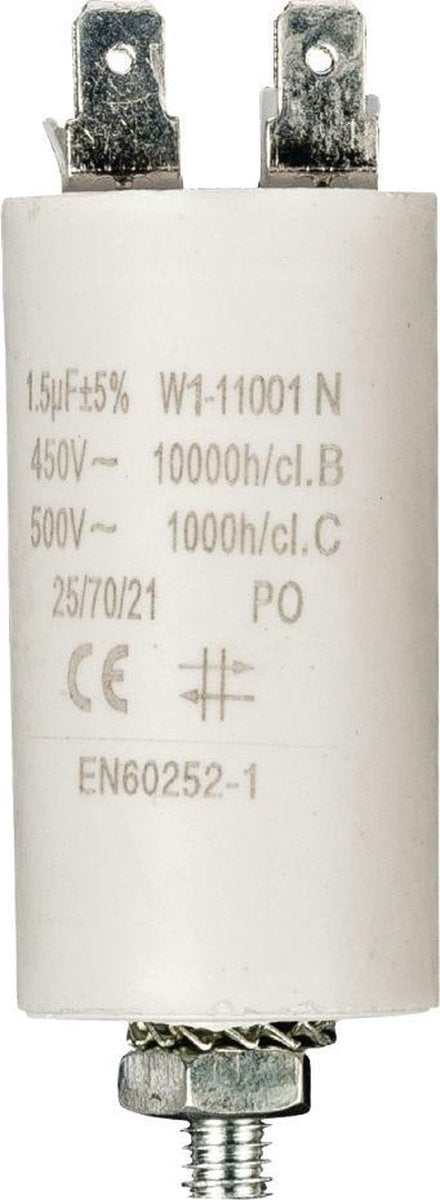 1.5µF±5% W1-11001 N
450V~ 10000h/cl.B
500V~ 1000h/cl.C
25/70/21 PO
CE
EN60252-1